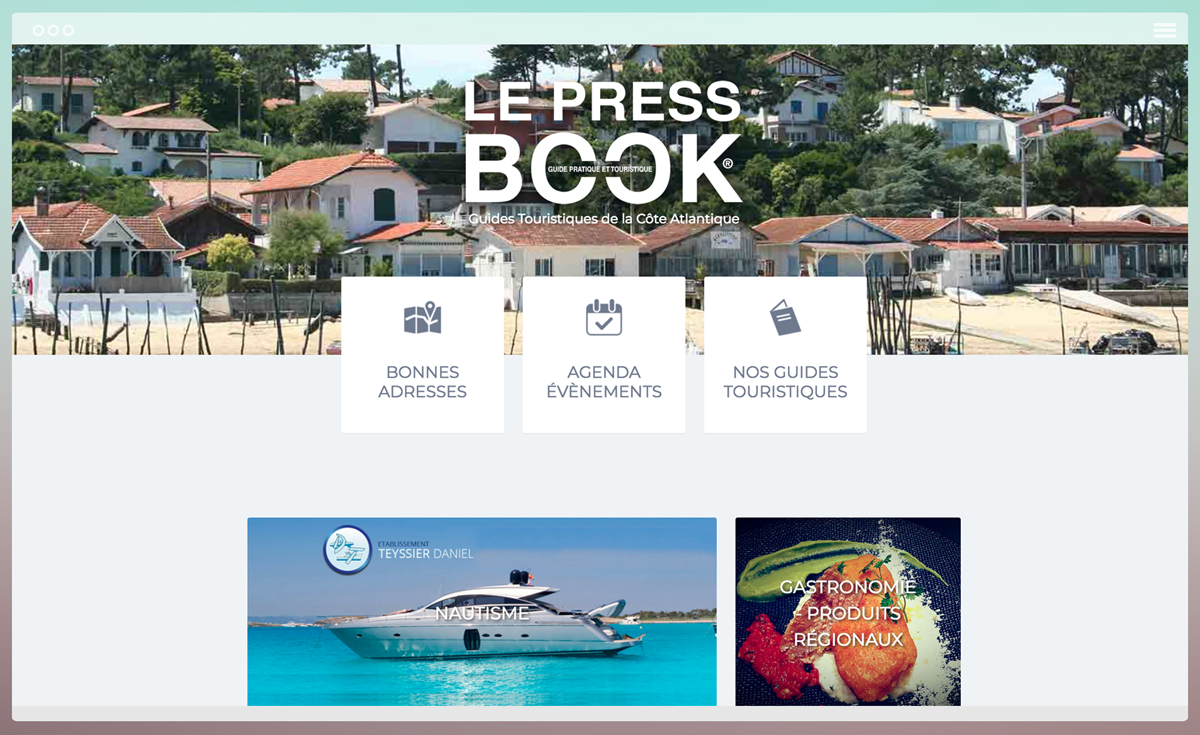 LE PRESS
BOOK®
GUIDE PRATIQUE ET TOURISTIQUE
Guides Touristiques de la Côte Atlantique
BONNES
ADRESSES
AGENDA
ÉVÈNEMENTS
NOS GUIDES
TOURISTIQUES
ETABLISSEMENT
TEYSSIER DANIEL
NAUTISME
GASTRONOMIE
- PRODUITS
RÉGIONAUX